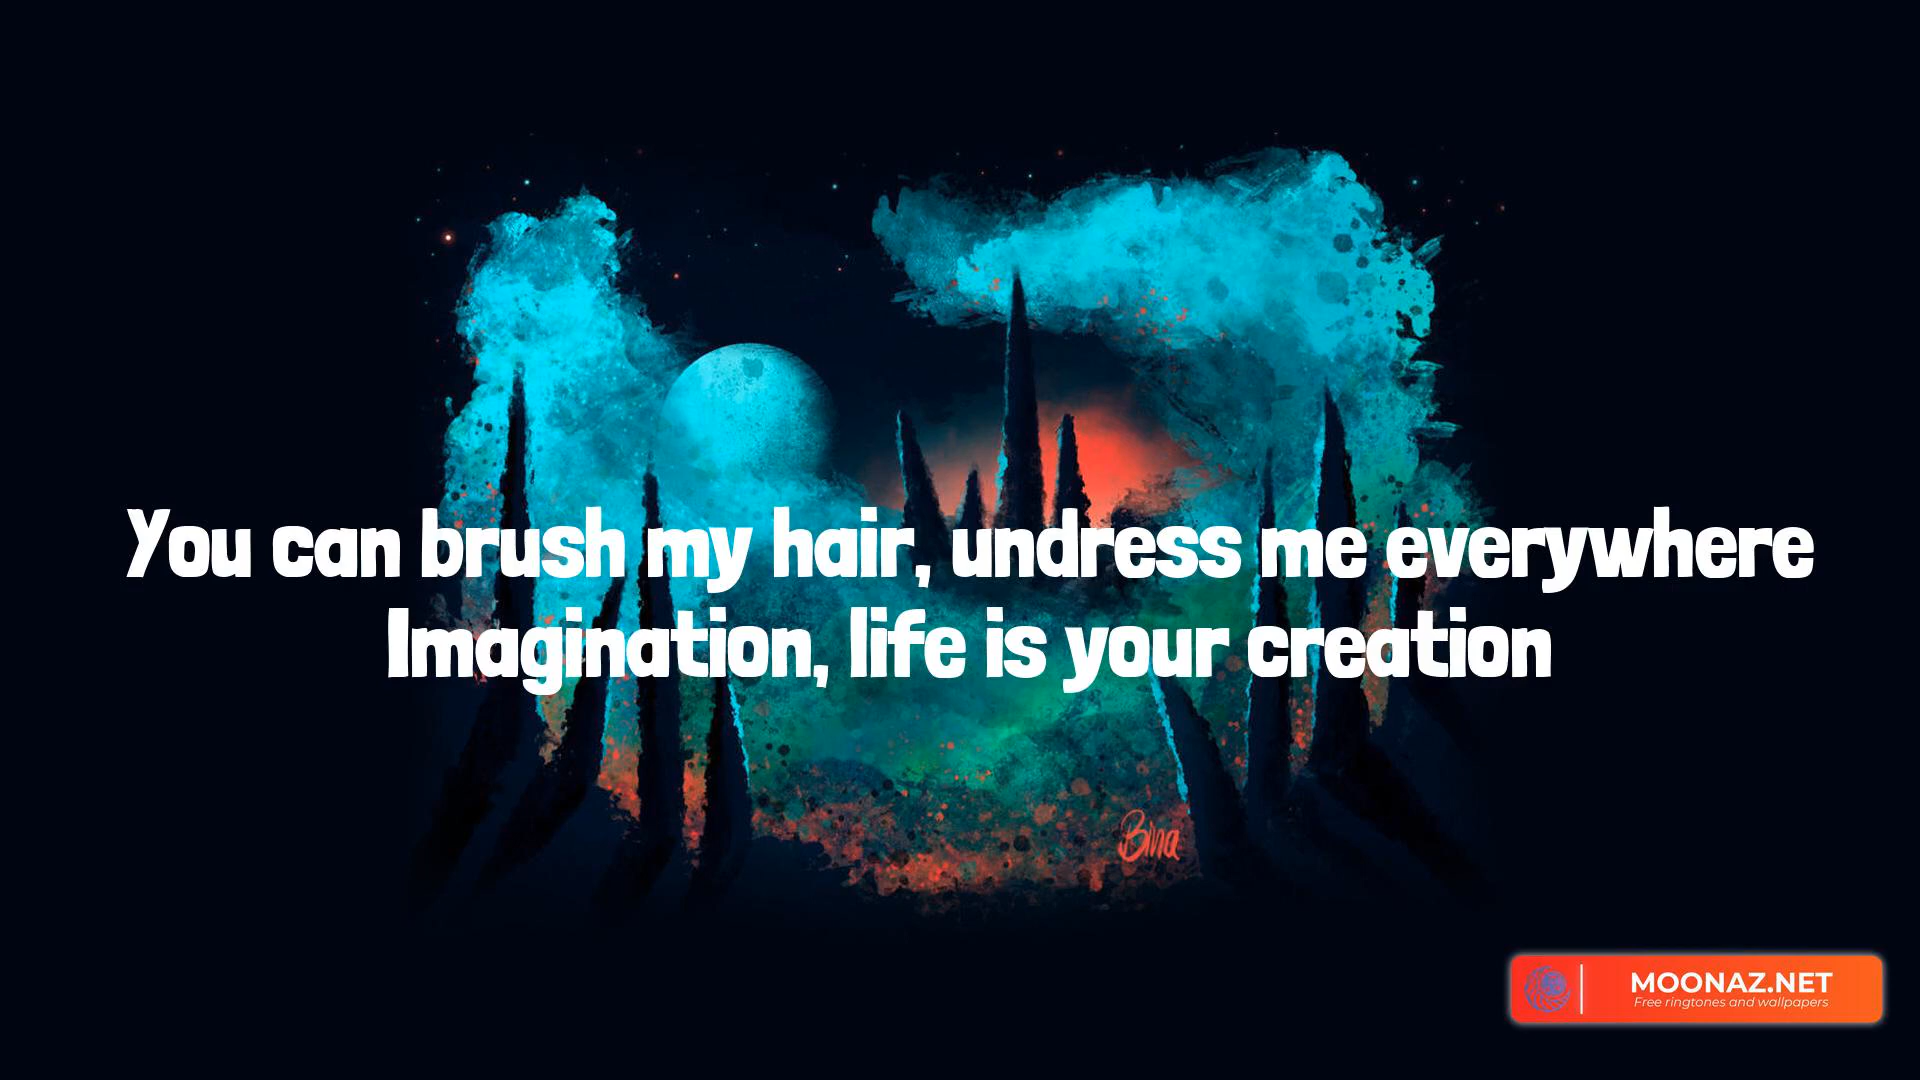 You can brush my hair, undress me everywhere
Imagination, life is your creation
Bina
MOONAZ.NET
Free ringtones and wallpapers